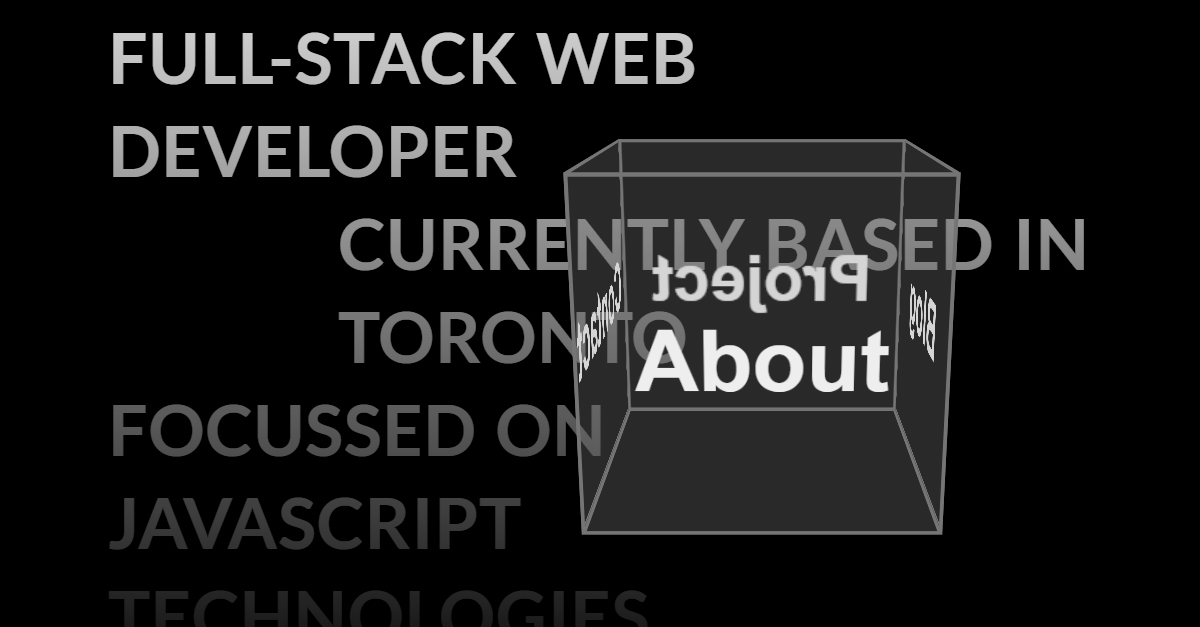 FULL-STACK WEB
DEVELOPER
CURRENTLY BASED IN
TORONTO
FOCUSSED ON
JAVASCRIPT
TECHNOLOGIES
Project
About
Contact
Blog